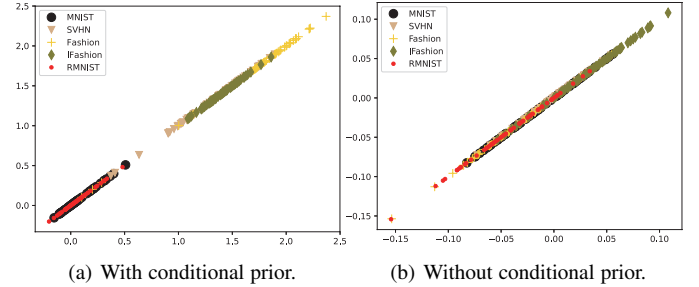 2.5
2.0
1.5
1.0
0.5
0.0
0.0 0.5 1.0 1.5 2.0 2.5
MNIST
SVHN
Fashion
IFashion
RMNIST
(a) With conditional prior.
0.10
0.05
0.00
−0.05
−0.10
−0.15
−0.15 −0.10 −0.05 0.00 0.05 0.10
MNIST
SVHN
Fashion
IFashion
RMNIST
(b) Without conditional prior.